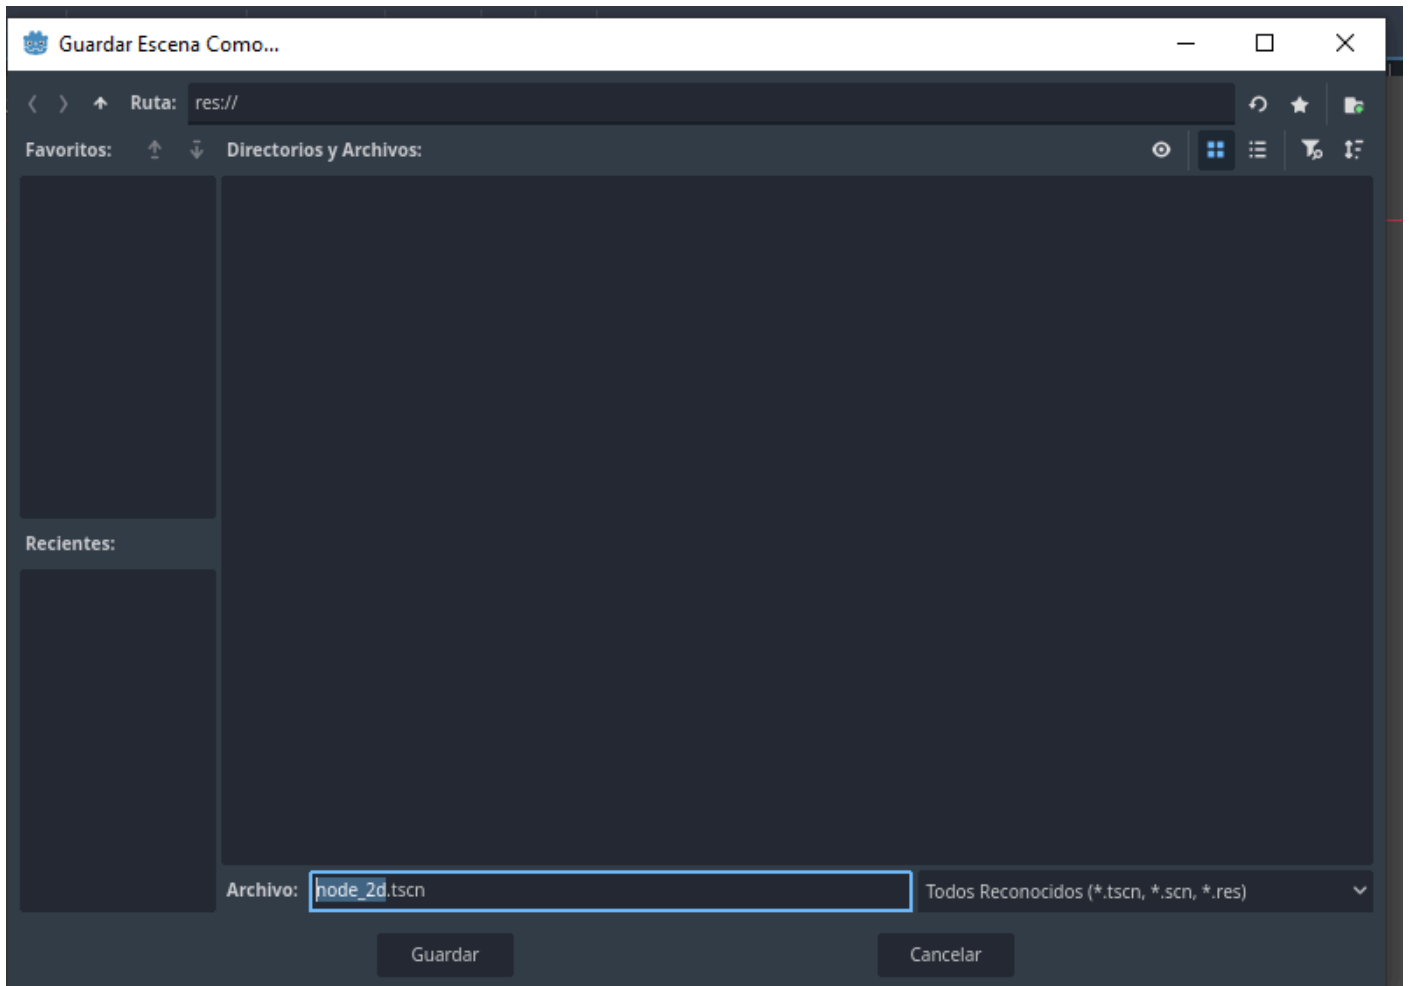 Guardar Escena Como...
Ruta: res://
Favoritos: Directorios y Archivos:
Recientes:
Archivo: node_2d.tscn Todos Reconocidos (*.tscn, *.scn, *.res)
Guardar Cancelar